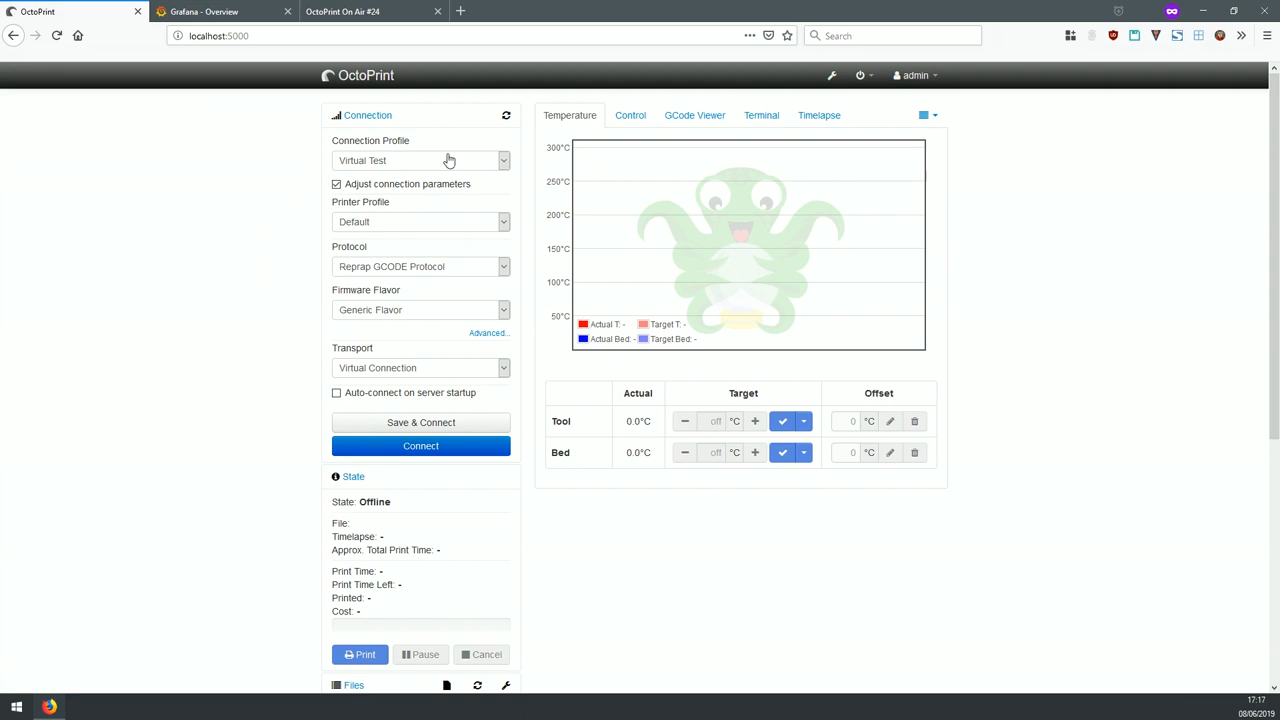 OctoPrint
Grafana - Overview
OctoPrint On Air #24
localhost:5000
Search
OctoPrint
admin
Connection
Connection Profile
Virtual Test
Adjust connection parameters
Printer Profile
Default
Protocol
Reprap GCODE Protocol
Firmware Flavor
Generic Flavor
Advanced...
Transport
Virtual Connection
Auto-connect on server startup
Save & Connect
Connect
State
State: Offline
File:
Timelapse: -
Approx. Total Print Time: -
Print Time: -
Print Time Left: -
Printed: -
Cost: -
Print Pause Cancel
Files
Temperature Control GCode Viewer Terminal Timelapse
300°C
250°C
200°C
150°C
100°C
50°C
Actual T: - Target T: -
Actual Bed: - Target Bed: -
Actual Target Offset
Tool 0.0°C off °C 0 °C
Bed 0.0°C off °C 0 °C
17:17
08/06/2019